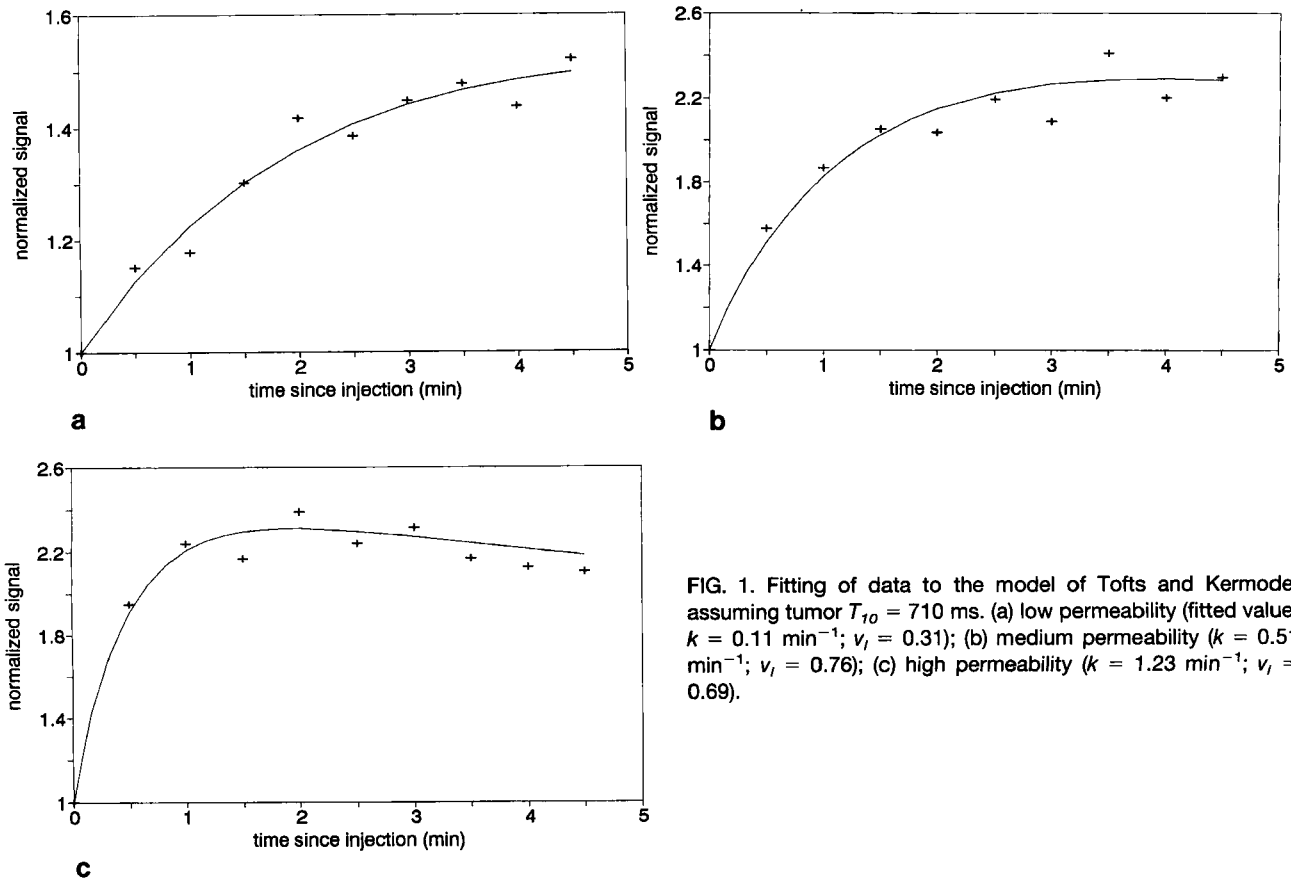 1.6
1.4
1.2
1
normalized signal
0 1 2 3 4 5
time since injection (min)
a
2.6
2.2
1.8
1.4
1
normalized signal
0 1 2 3 4 5
time since injection (min)
b
2.6
2.2
1.8
1.4
1
normalized signal
0 1 2 3 4 5
time since injection (min)
c
FIG. 1. Fitting of data to the model of Tofts and Kermode
assuming tumor T₁₀ = 710 ms. (a) low permeability (fitted value
k = 0.11 min⁻¹; vₗ = 0.31); (b) medium permeability (k = 0.51
min⁻¹; vₗ = 0.76); (c) high permeability (k = 1.23 min⁻¹; vₗ =
0.69).